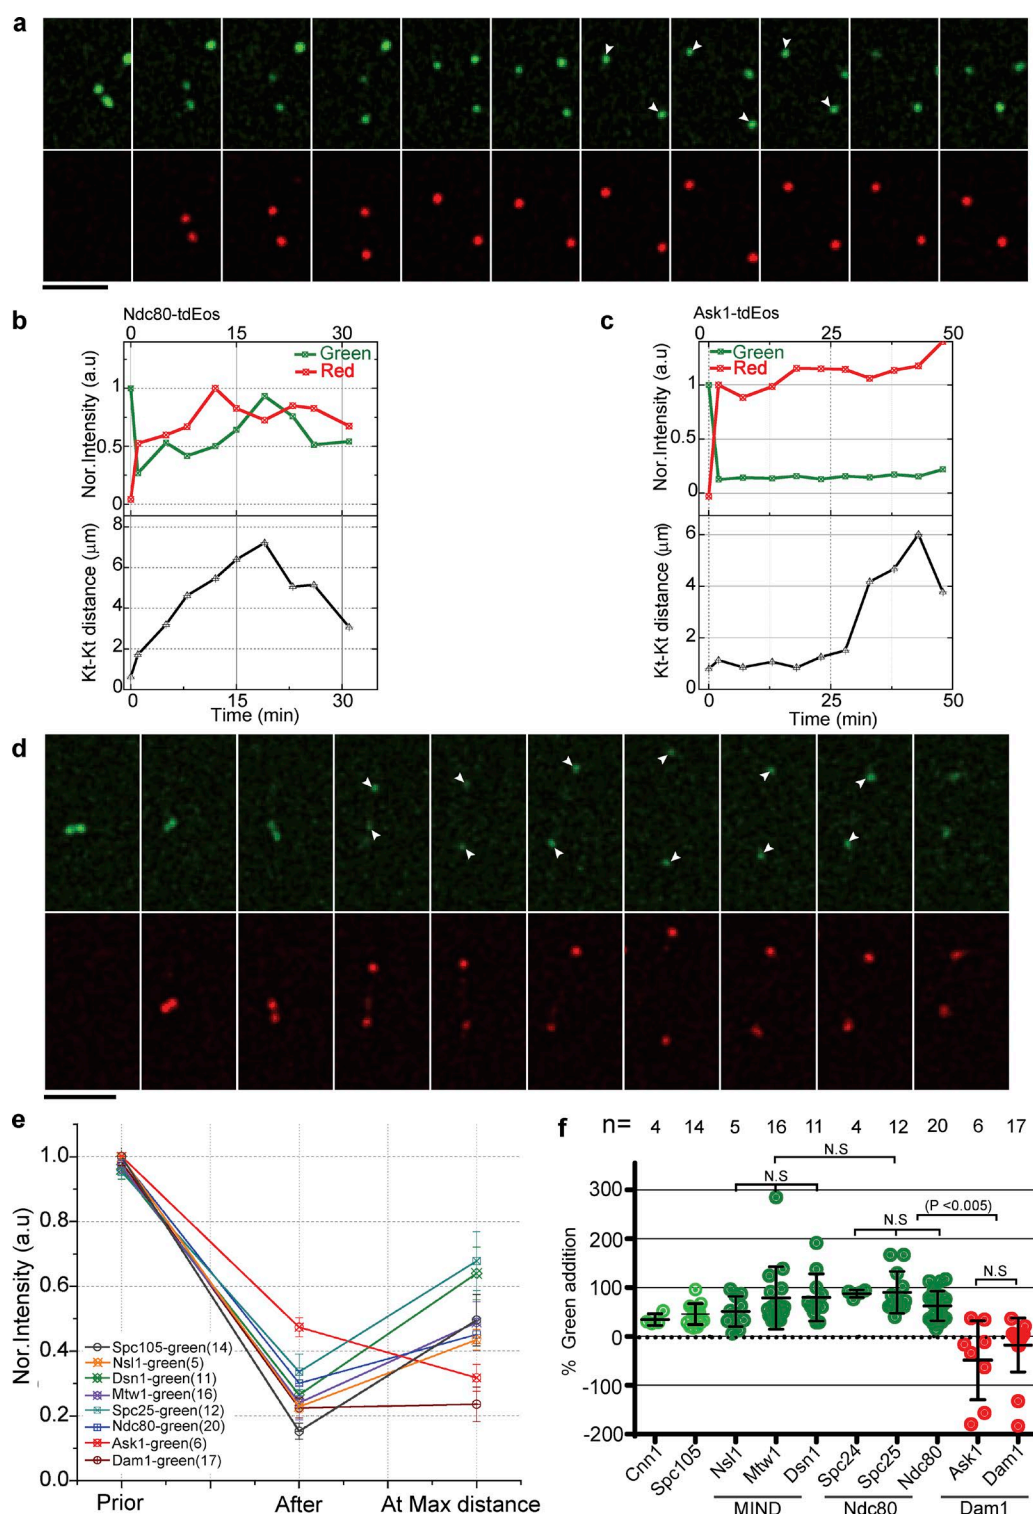 a
b
Ndc80-tdEos
0 15 30
Green
Red
Nor.Intensity (a.u)
1
0.5
0
Kt-Kt distance (μm)
8
6
4
2
0
0 15 30
Time (min)
c
Ask1-tdEos
0 25 50
Green
Red
Nor.Intensity (a.u)
1
0.5
0
Kt-Kt distance (μm)
6
4
2
0
0 25 50
Time (min)
d
e
Nor.Intensity (a.u)
1.0
0.8
0.6
0.4
0.2
0.0
Spc105-green(14)
Nsl1-green(5)
Dsn1-green(11)
Mtw1-green(16)
Spc25-green(12)
Ndc80-green(20)
Ask1-green(6)
Dam1-green(17)
Prior After At Max distance
f
n= 4 14 5 16 11 4 12 20 6 17
N.S
N.S
(P <0.005)
N.S
N.S
% Green addition
300
200
100
0
-100
-200
Cnn1 Spc105 Nsl1 Mtw1 Dsn1 Spc24 Spc25 Ndc80 Ask1 Dam1
MIND Ndc80 Dam1